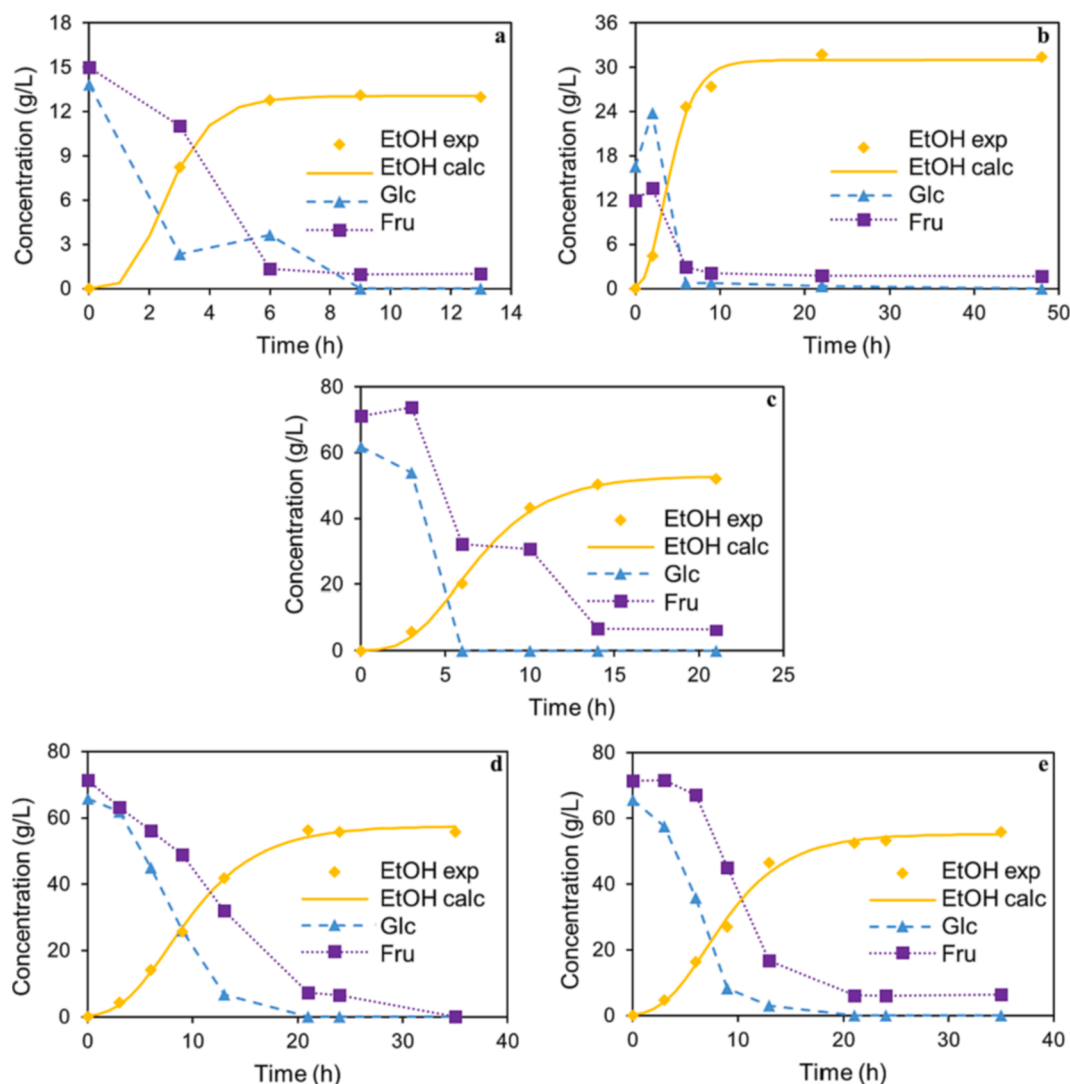 a
Concentration (g/L)
18
15
12
9
6
3
0
EtOH exp
EtOH calc
Glc
Fru
0 2 4 6 8 10 12 14
Time (h)
b
Concentration (g/L)
36
30
24
18
12
6
0
EtOH exp
EtOH calc
Glc
Fru
0 10 20 30 40 50
Time (h)
c
Concentration (g/L)
80
60
40
20
0
EtOH exp
EtOH calc
Glc
Fru
0 5 10 15 20 25
Time (h)
d
Concentration (g/L)
80
60
40
20
0
EtOH exp
EtOH calc
Glc
Fru
0 10 20 30 40
Time (h)
e
Concentration (g/L)
80
60
40
20
0
EtOH exp
EtOH calc
Glc
Fru
0 10 20 30 40
Time (h)